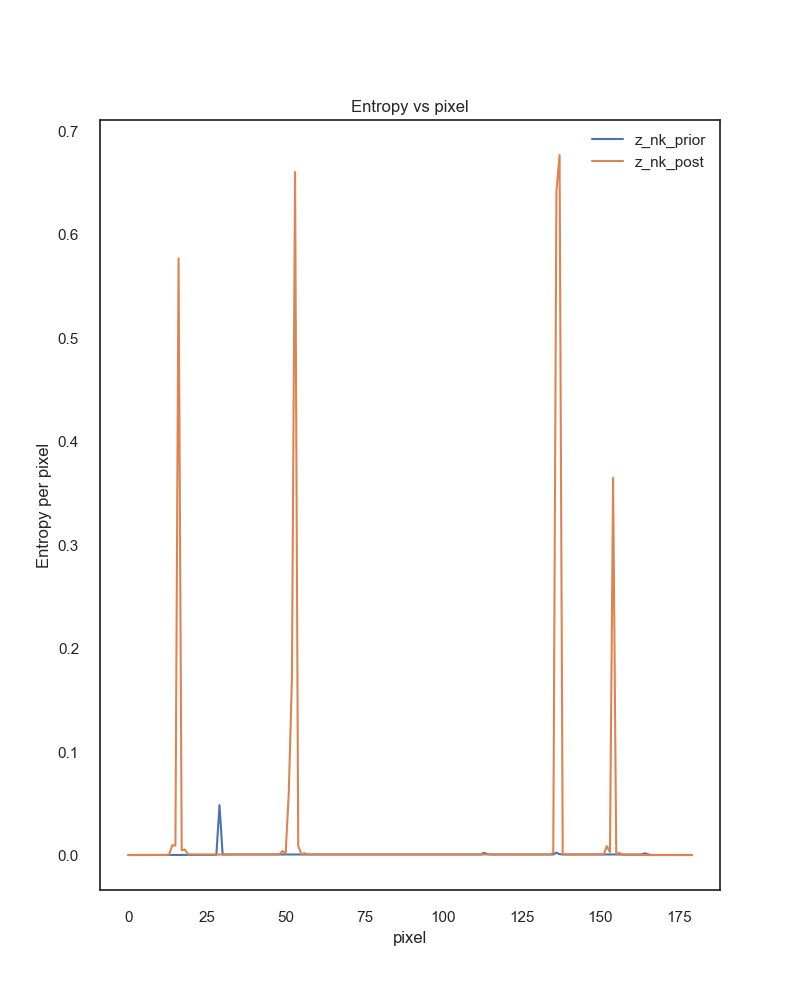 Entropy vs pixel
z_nk_prior
z_nk_post
Entropy per pixel
0.7
0.6
0.5
0.4
0.3
0.2
0.1
0.0
0 25 50 75 100 125 150 175
pixel